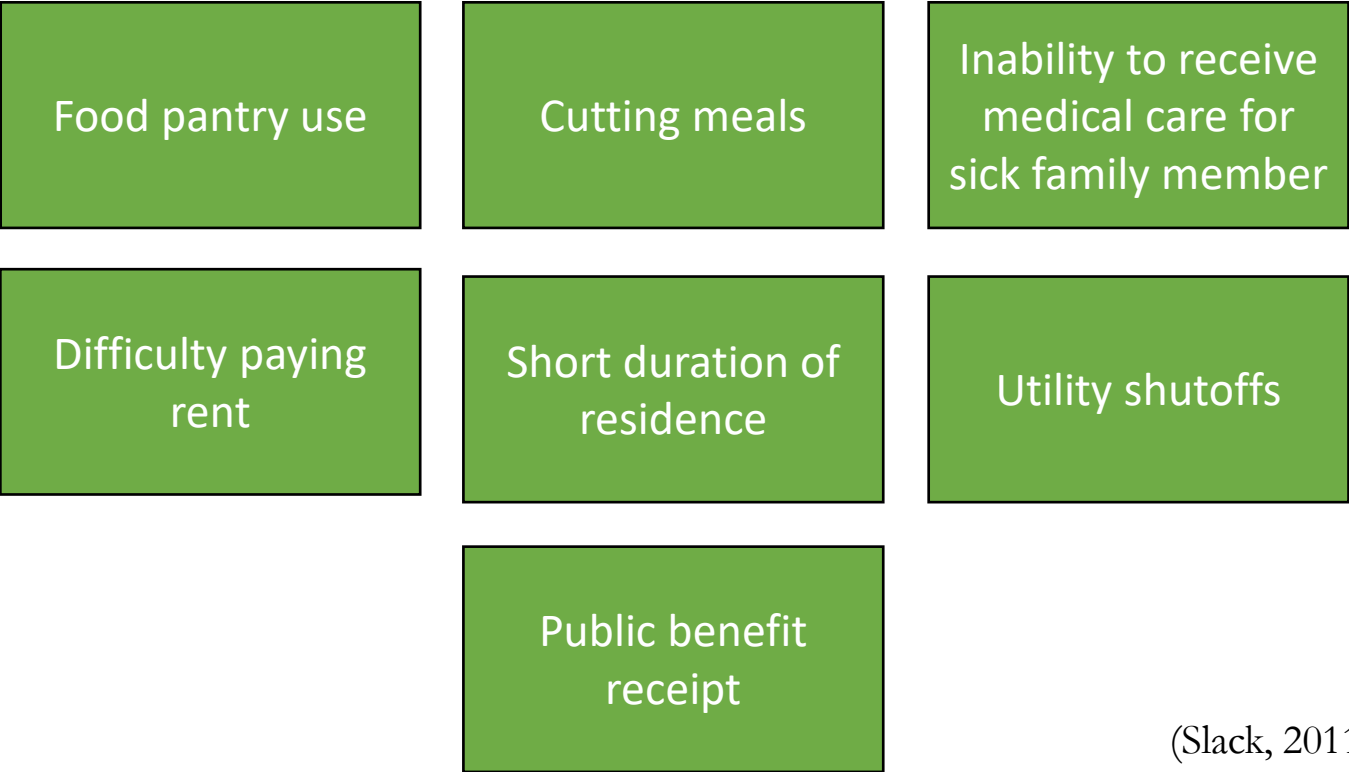 Food pantry use
Cutting meals
Inability to receive
medical care for
sick family member
Difficulty paying
rent
Short duration of
residence
Utility shutoffs
Public benefit
receipt
(Slack, 2011